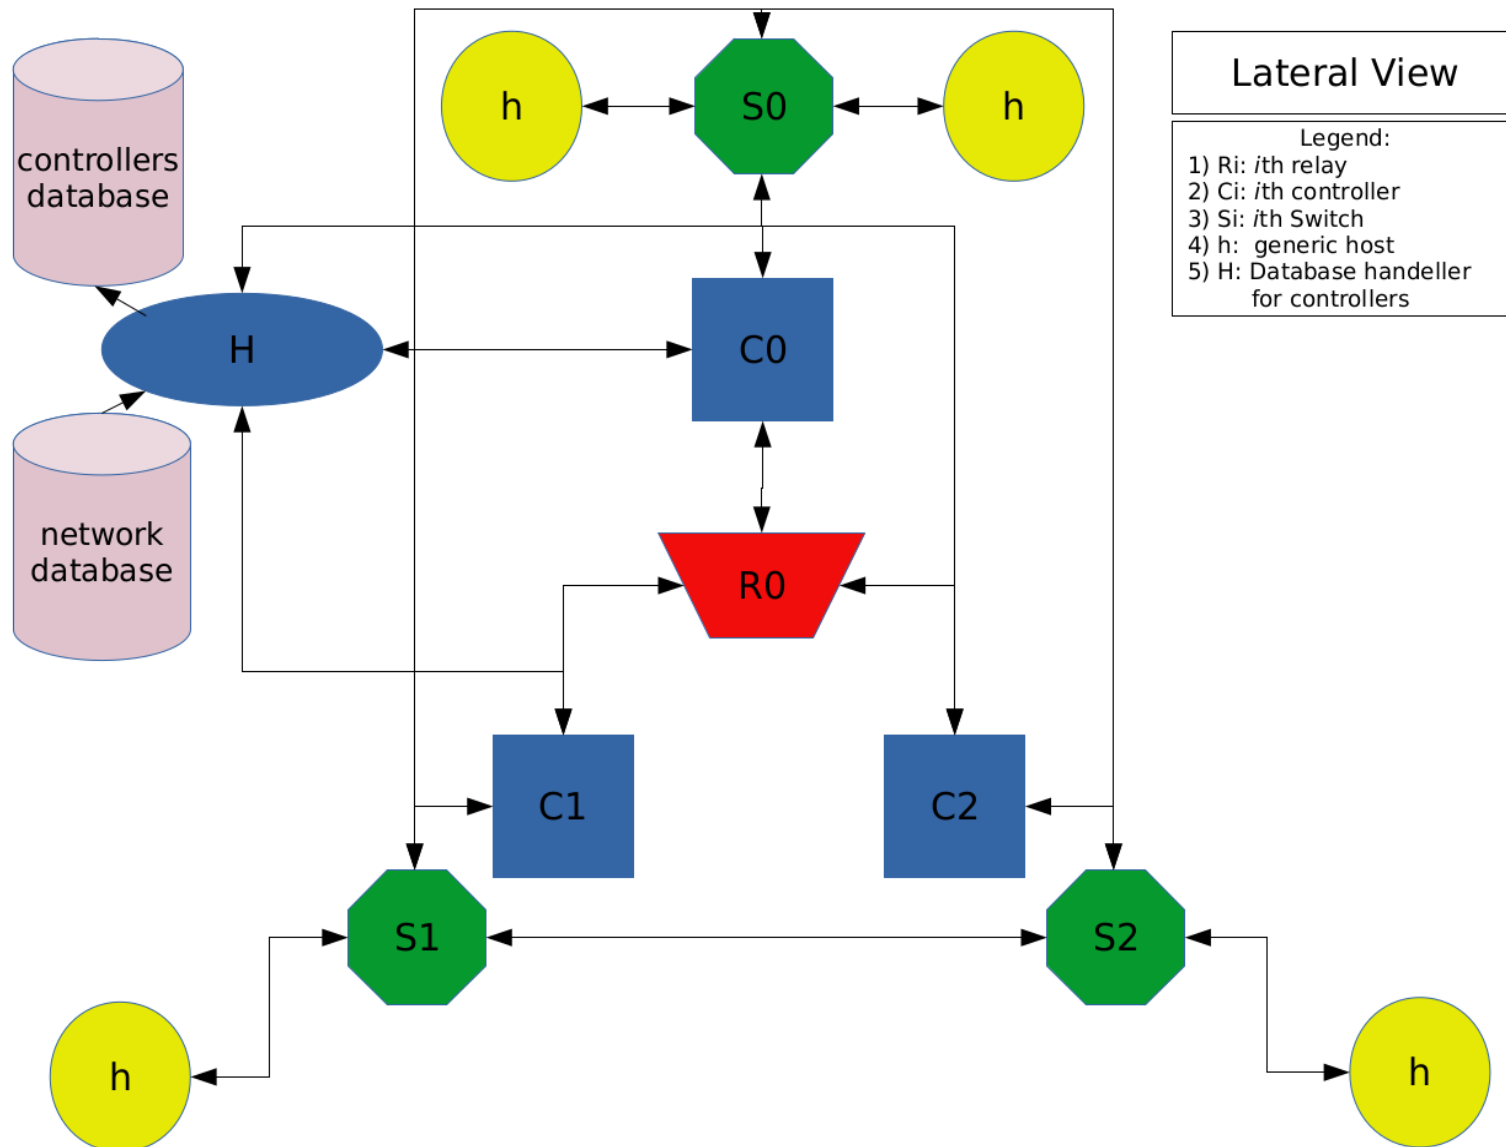 h
S0
h
Lateral View
Legend:
1) Ri: ith relay
2) Ci: ith controller
3) Si: ith Switch
4) h: generic host
5) H: Database handeller
for controllers
controllers
database
H
C0
network
database
R0
C1
C2
S1
S2
h
h